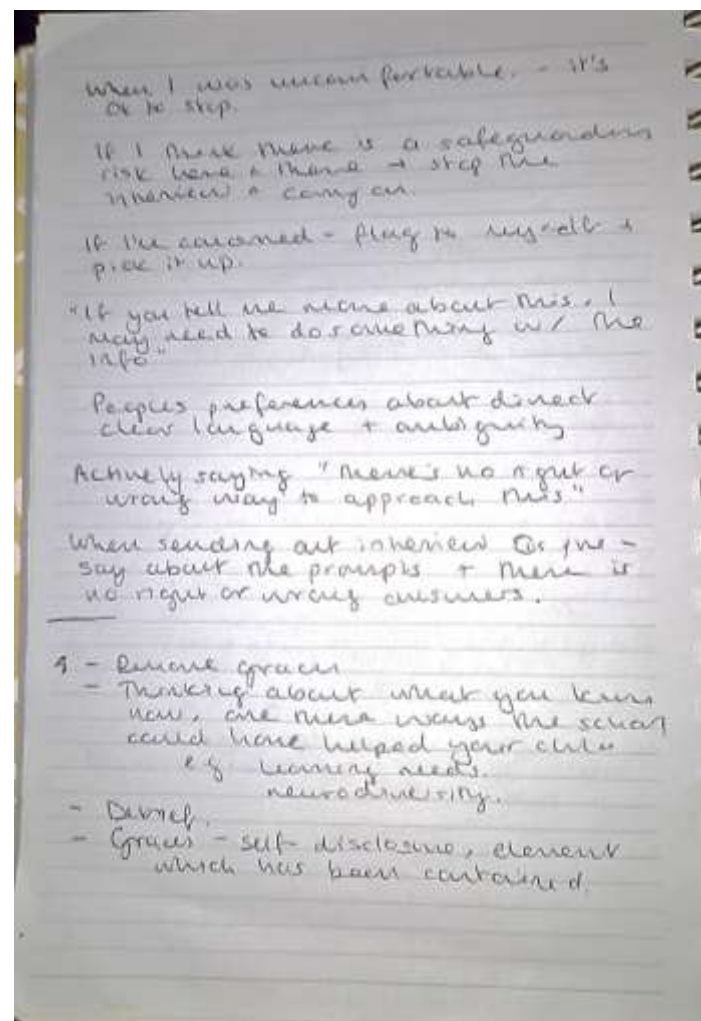 When I was uncomfortable. - it's
ok to stop.
If I think there is a safeguarding
risk here & there → stop the
interview & carry on.
If I'm concerned - flag to myself &
pick it up.
"If you tell me more about this, I
may need to do something w/ the
info"
Peoples preferences about direct
clear language + ambiguity
Actively saying "there's no right or
wrong way to approach this"
When sending out interview Qs pre-
say about the prompts + there is
no right or wrong answers.
- Remove graces
- Thinking about what you know
now, are there ways the school
could have helped your child
eg learning needs.
neurodiversity.
- Debrief.
- Graces - self-disclosure, element
which has been contained.